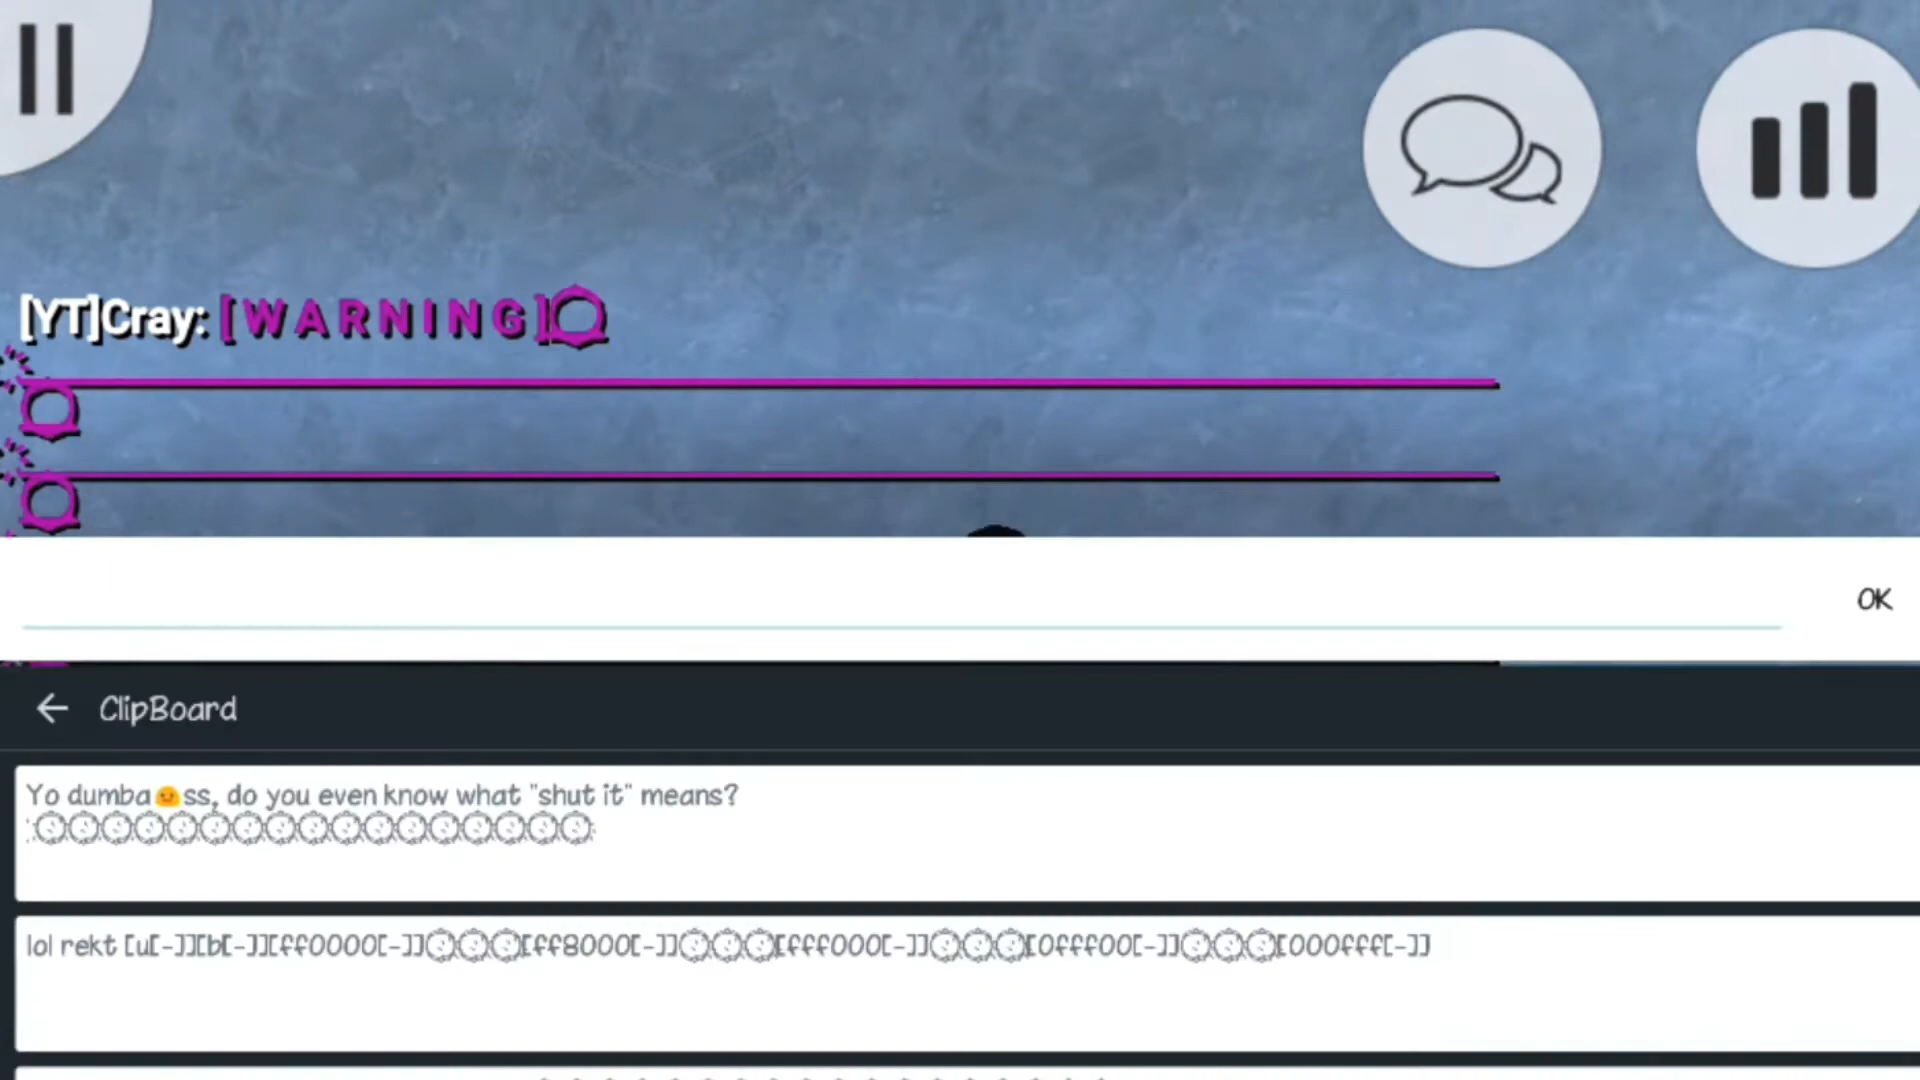 [YT]Cray: [WARNING]
OK
ClipBoard
Yo dumba🙂ss, do you even know what "shut it" means?
lol rekt [u[-]][b[-]][ff0000[-]]҉҉҉[ff8000[-]]҉҉҉[fff000[-]]҉҉҉[0fff00[-]]҉҉҉[000fff[-]]